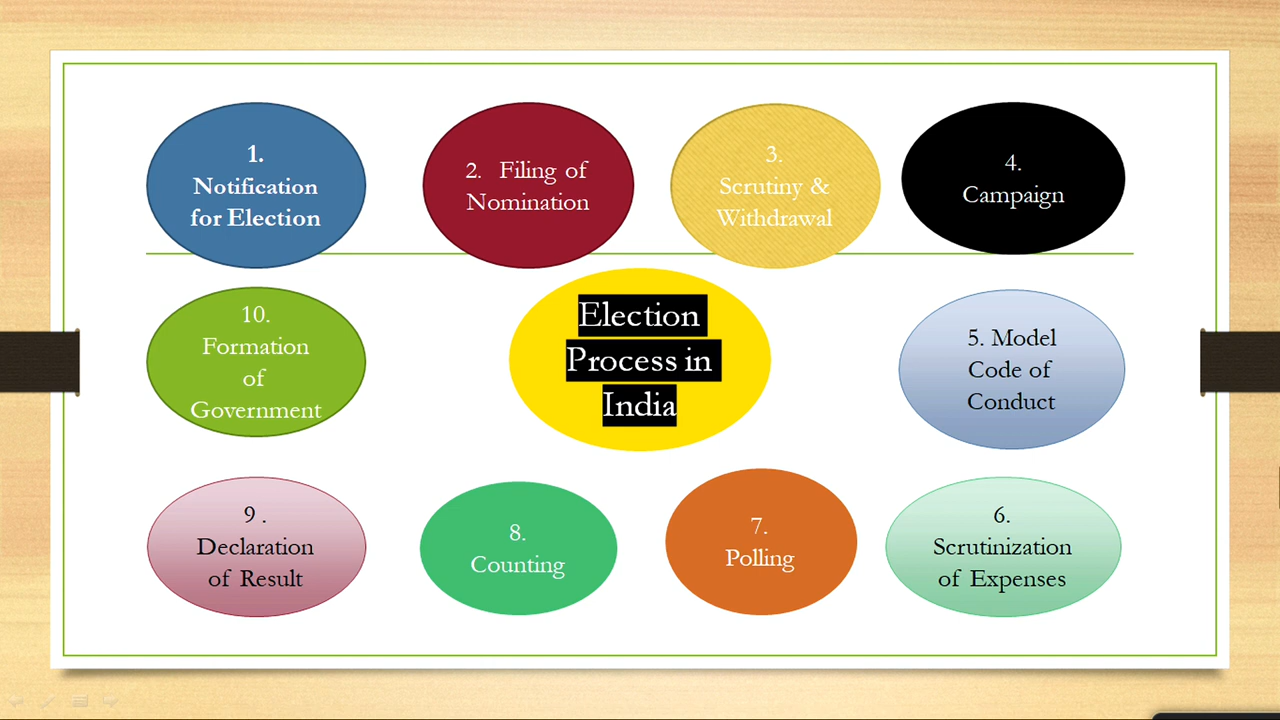 1.
Notification
for Election
2. Filing of
Nomination
3.
Scrutiny &
Withdrawal
4.
Campaign
Election
Process in
India
5. Model
Code of
Conduct
6.
Scrutinization
of Expenses
7.
Polling
8.
Counting
9 .
Declaration
of Result
10.
Formation
of
Government